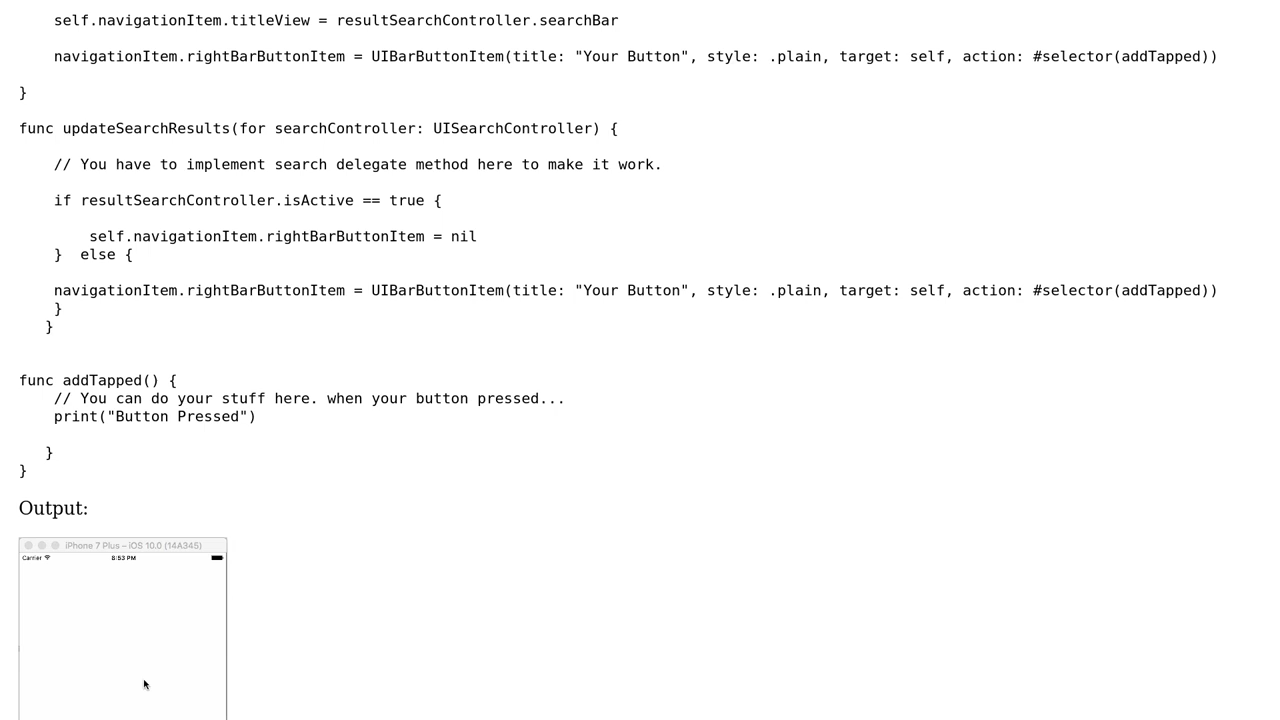 self.navigationItem.titleView = resultSearchController.searchBar
navigationItem.rightBarButtonItem = UIBarButtonItem(title: "Your Button", style: .plain, target: self, action: #selector(addTapped))
}
func updateSearchResults(for searchController: UISearchController) {
// You have to implement search delegate method here to make it work.
if resultSearchController.isActive == true {
self.navigationItem.rightBarButtonItem = nil
}  else {
navigationItem.rightBarButtonItem = UIBarButtonItem(title: "Your Button", style: .plain, target: self, action: #selector(addTapped))
}
}
func addTapped() {
// You can do your stuff here. when your button pressed...
print("Button Pressed")
}
}
Output:
iPhone 7 Plus – iOS 10.0 (14A345)
Carrier 8:53 PM